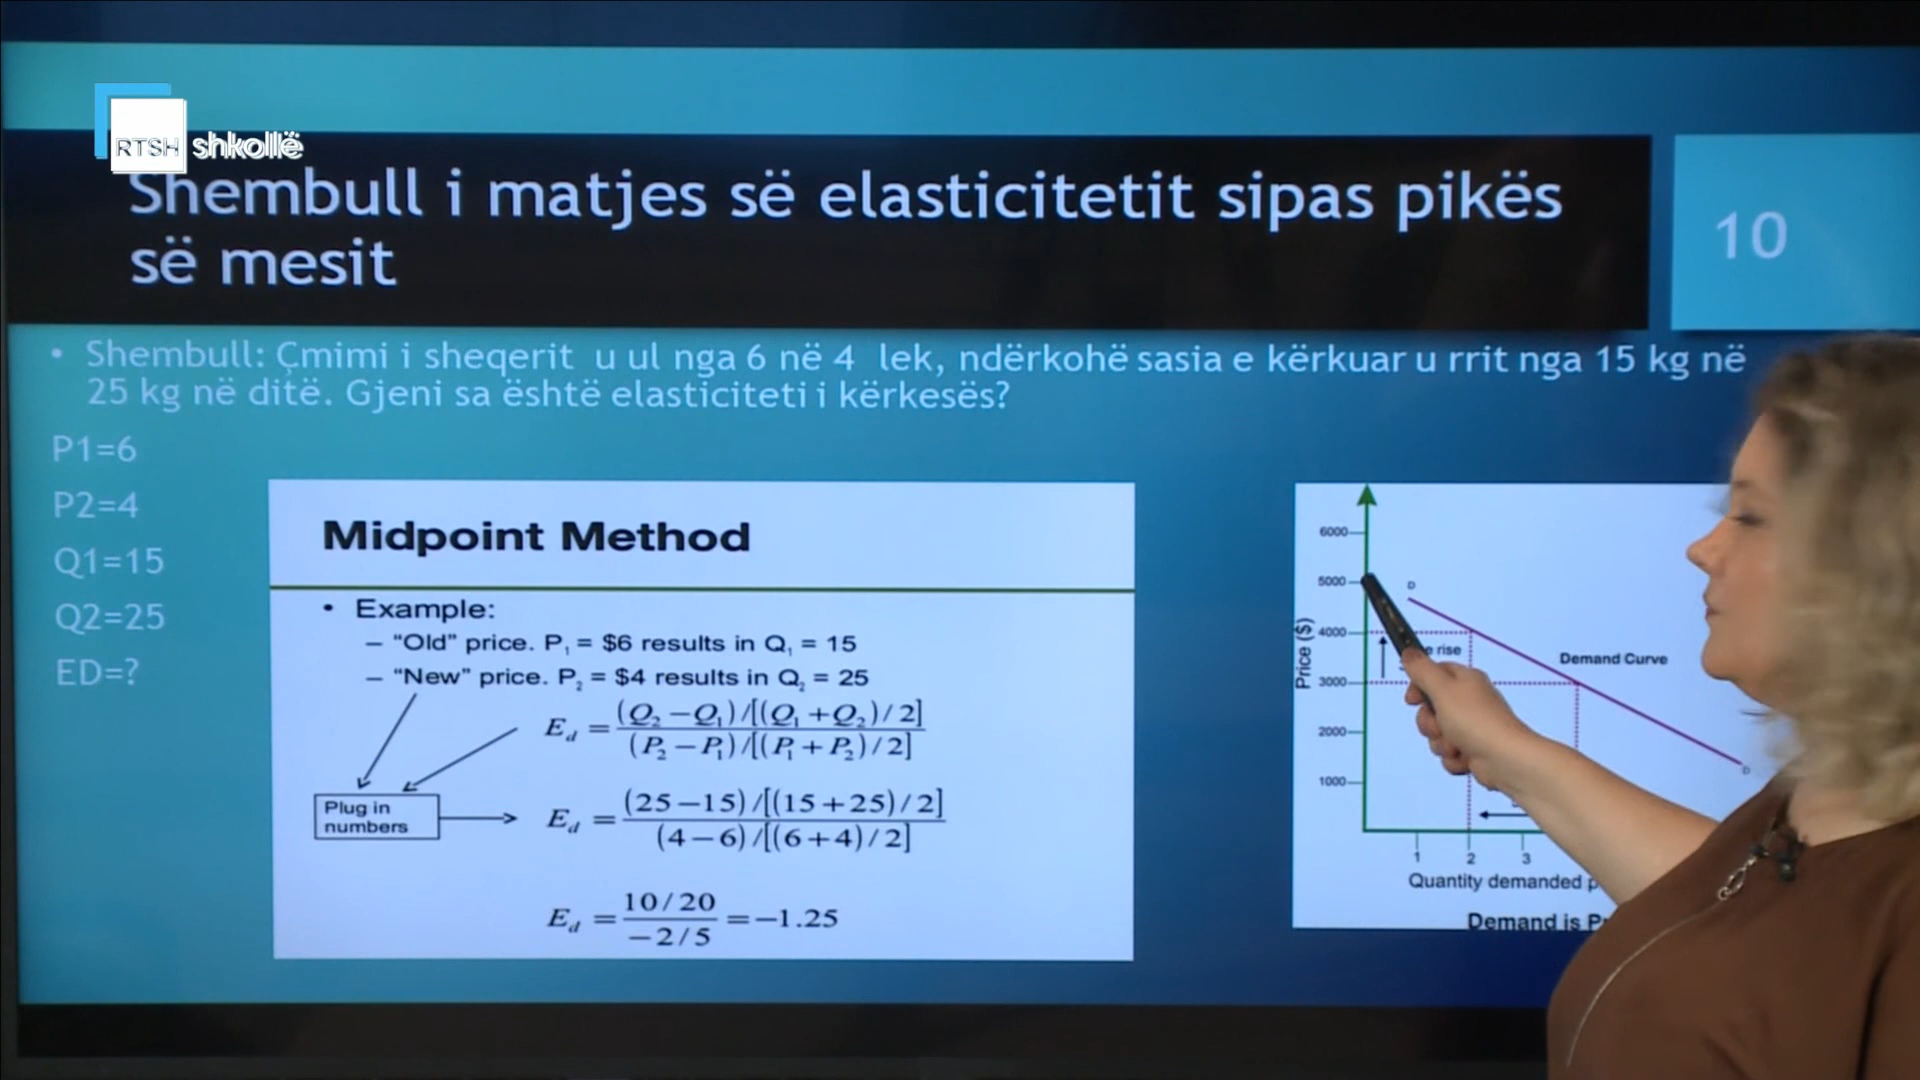 RTSH shkollë
Shembull i matjes së elasticitetit sipas pikës
së mesit
10
• Shembull: Çmimi i sheqerit u ul nga 6 në 4 lek, ndërkohë sasia e kërkuar u rrit nga 15 kg në
25 kg në ditë. Gjeni sa është elasticiteti i kërkesës?
P1=6
P2=4
Q1=15
Q2=25
ED=?
Midpoint Method
• Example:
– “Old” price. P₁ = $6 results in Q₁ = 15
– “New” price. P₂ = $4 results in Q₂ = 25
E_d = (Q₂ – Q₁)/[(Q₁ + Q₂)/2]
(P₂ – P₁)/[(P₁ + P₂)/2]
Plug in
numbers
E_d = (25 – 15)/[(15 + 25)/2]
(4 – 6)/[(6 + 4)/2]
E_d = 10/20 = –1.25
–2/5
6000
5000
4000
3000
2000
1000
Price ($)
D
rise
Demand Curve
D
1 2 3
Quantity demanded
Demand is